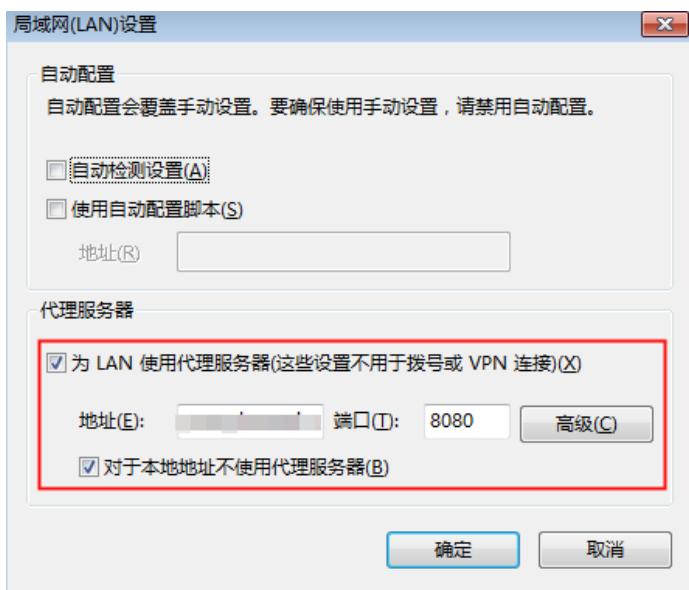 局域网(LAN)设置
自动配置
自动配置会覆盖手动设置。要确保使用手动设置，请禁用自动配置。
自动检测设置(A)
使用自动配置脚本(S)
地址(R)
代理服务器
为 LAN 使用代理服务器(这些设置不用于拨号或 VPN 连接)(X)
地址(E): 端口(T): 8080 高级(C)
对于本地地址不使用代理服务器(B)
确定 取消